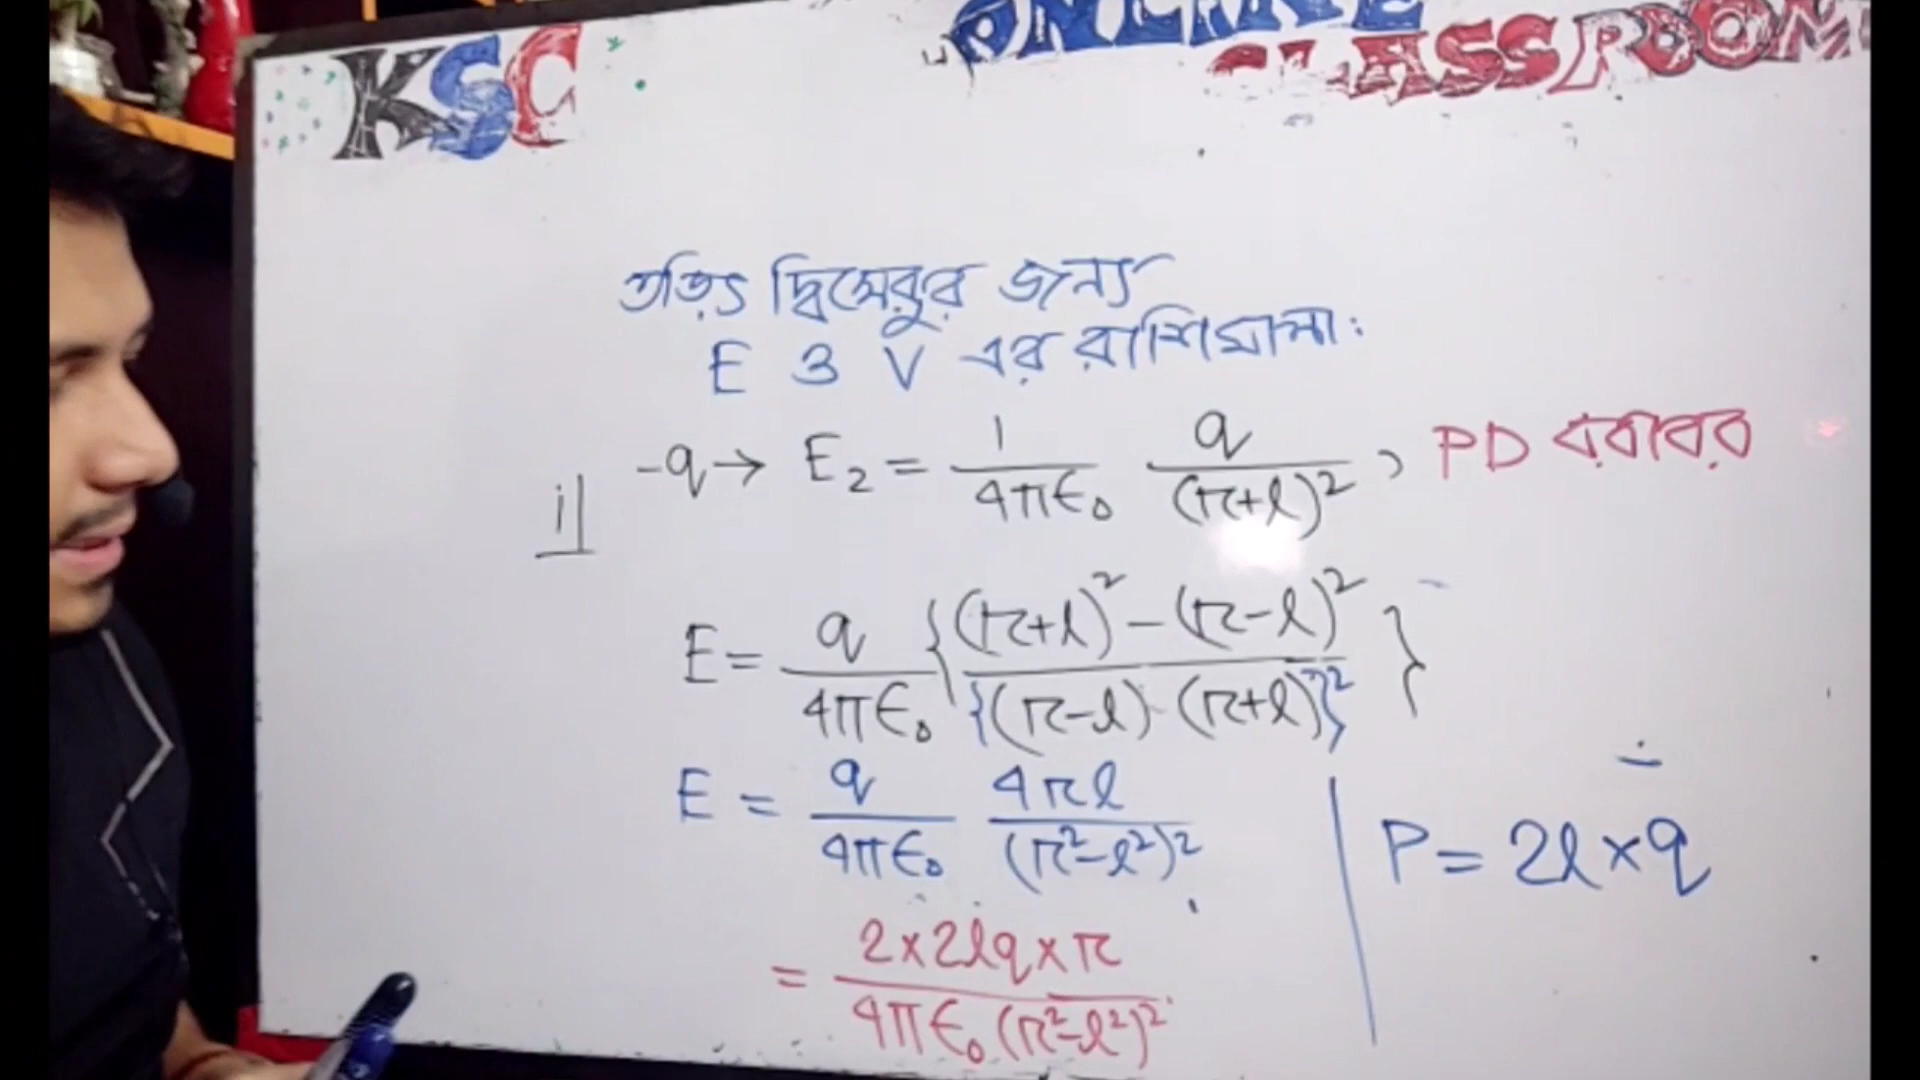 KSC
ONLINE
CLASSROOM
তড়িৎ দ্বিমেরুর জন্য
E ও V এর রাশিমালা:
i) -q → E₂ = 1/4πϵ₀ q/(r+l)² , PD বরাবর
E = q/4πϵ₀ {(r+l)² - (r-l)²/{(r-l)·(r+l)}²}
E = q/4πϵ₀ 4rl/(r²-l²)²
P = 2l×q
= 2×2lq×r/4πϵ₀(r²-l²)²